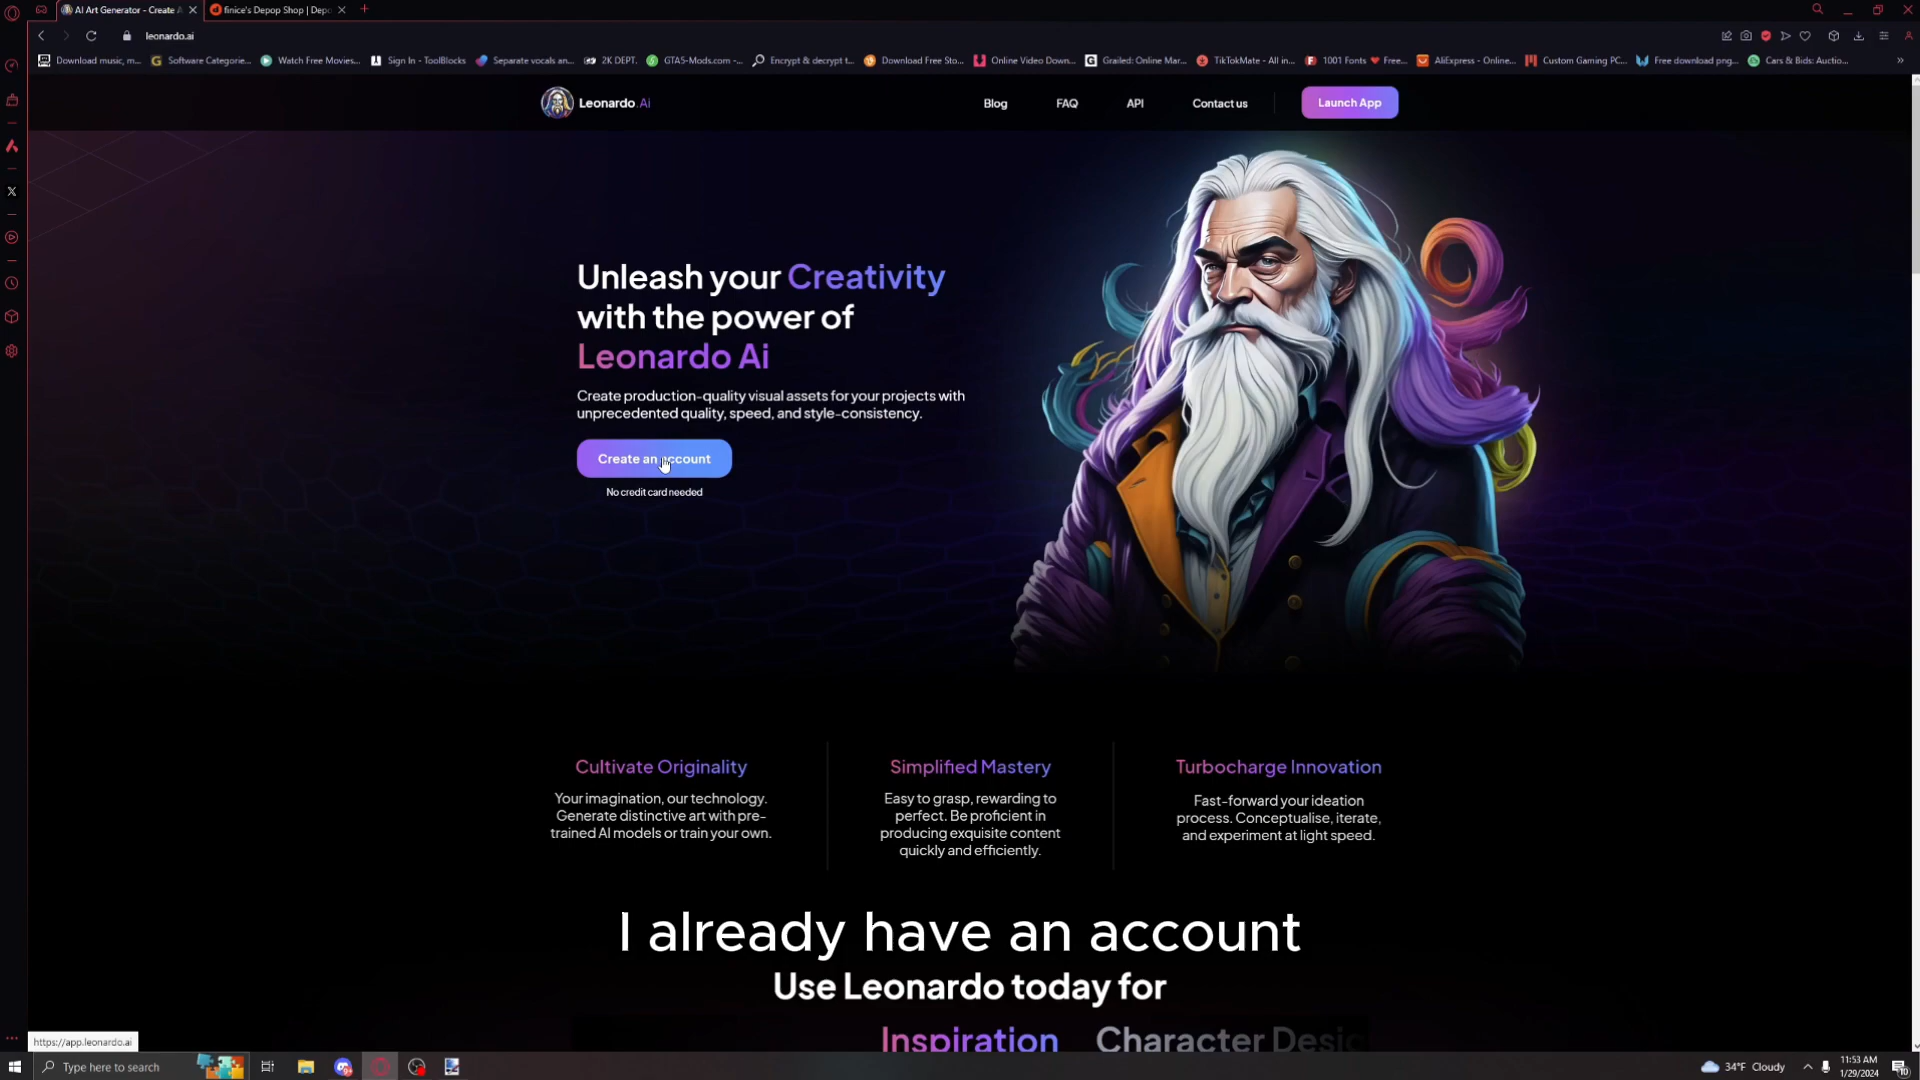 AI Art Generator - Create A
finice's Depop Shop | Depo
leonardo.ai
Download music, m...
Software Categorie...
Watch Free Movies...
Sign In - ToolBlocks
Separate vocals an...
2K DEPT.
GTA5-Mods.com -...
Encrypt & decrypt t...
Download Free Sto...
Online Video Down...
Grailed: Online Mar...
TikTokMate - All in...
1001 Fonts ❤ Free...
AliExpress - Online...
Custom Gaming PC...
Free download png...
Cars & Bids: Auctio...
Leonardo.Ai
Blog
FAQ
API
Contact us
Launch App
Unleash your Creativity
with the power of
Leonardo Ai
Create production-quality visual assets for your projects with
unprecedented quality, speed, and style-consistency.
Create an account
No credit card needed
Cultivate Originality
Your imagination, our technology.
Generate distinctive art with pre-
trained AI models or train your own.
Simplified Mastery
Easy to grasp, rewarding to
perfect. Be proficient in
producing exquisite content
quickly and efficiently.
Turbocharge Innovation
Fast-forward your ideation
process. Conceptualise, iterate,
and experiment at light speed.
I already have an account
Use Leonardo today for
Inspiration
Character Desig
https://app.leonardo.ai
Type here to search
34°F Cloudy
11:53 AM
1/29/2024